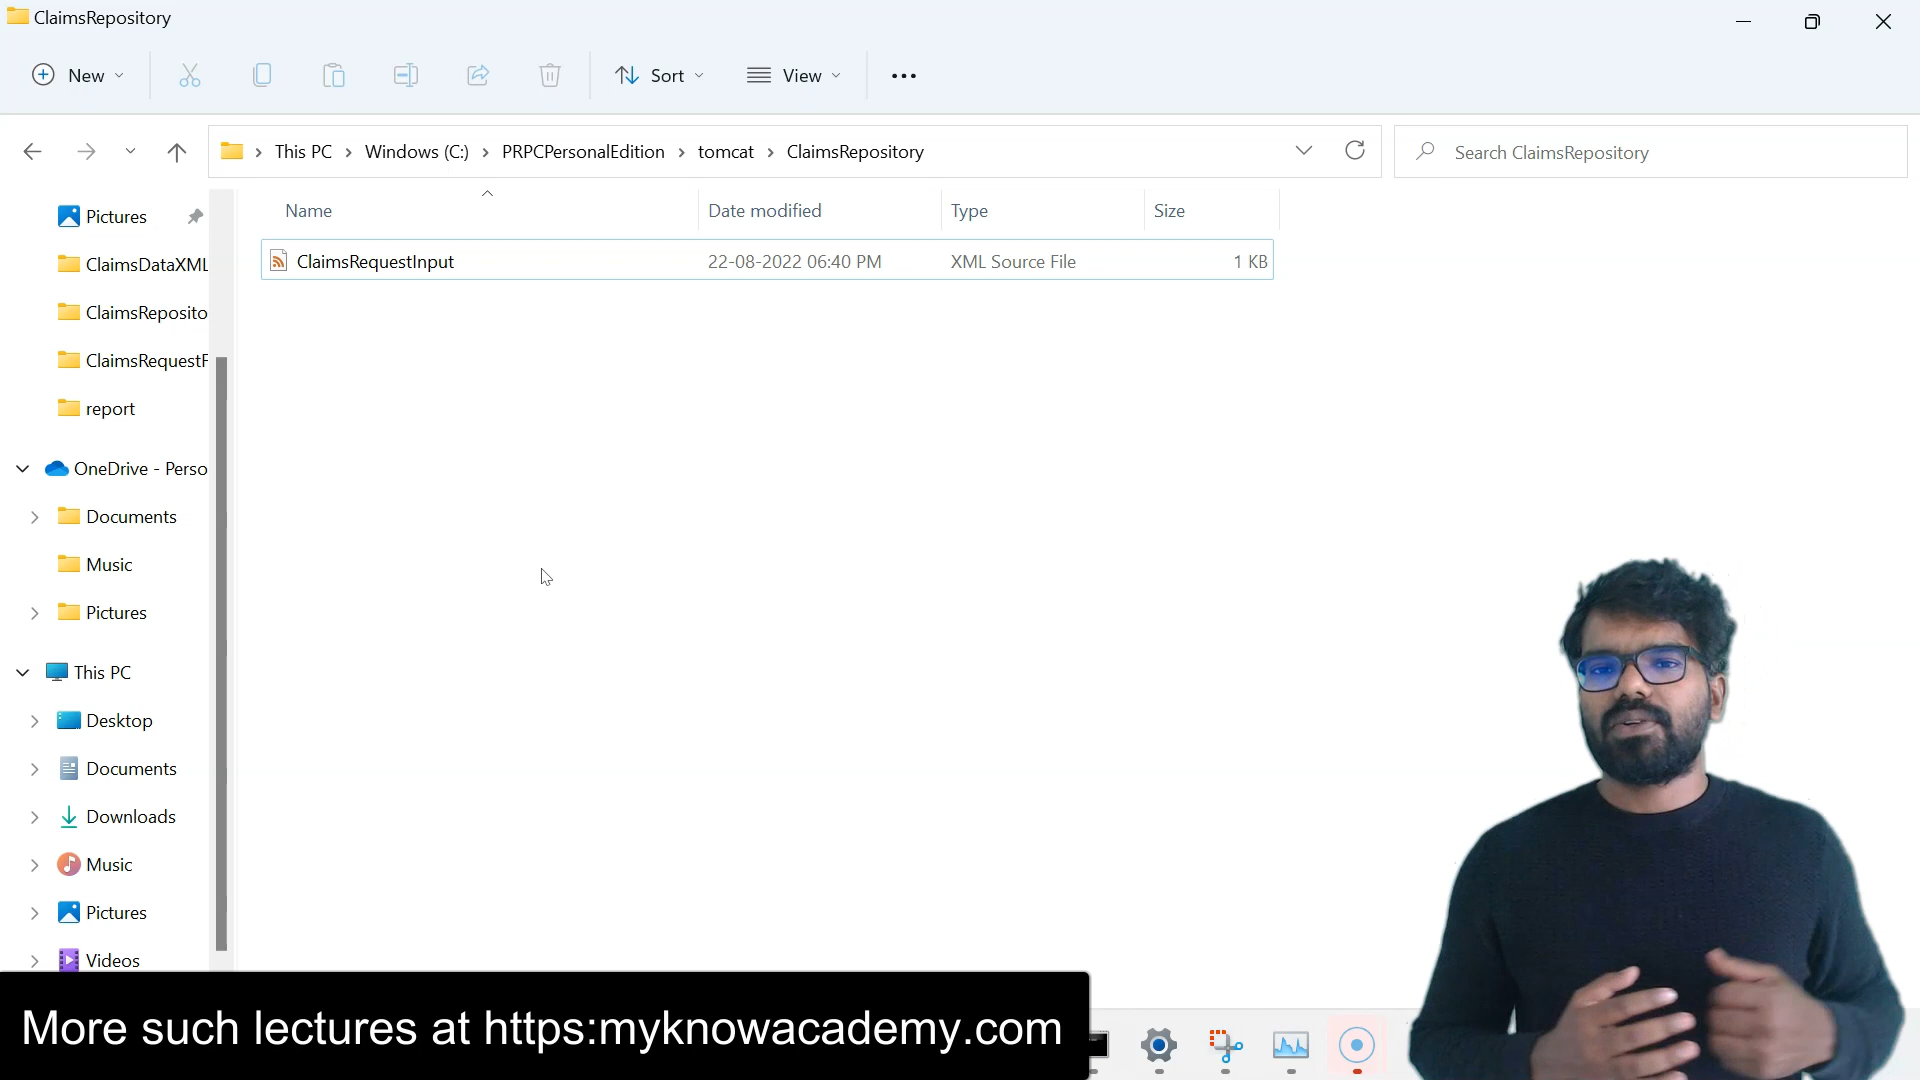 ClaimsRepository
New
Sort
View
This PC > Windows (C:) > PRPCPersonalEdition > tomcat > ClaimsRepository
Search ClaimsRepository
Name Date modified Type Size
ClaimsRequestInput 22-08-2022 06:40 PM XML Source File 1 KB
Pictures
ClaimsDataXML
ClaimsReposito
ClaimsRequestF
report
OneDrive - Perso
Documents
Music
Pictures
This PC
Desktop
Documents
Downloads
Music
Pictures
Videos
More such lectures at https:myknowacademy.com